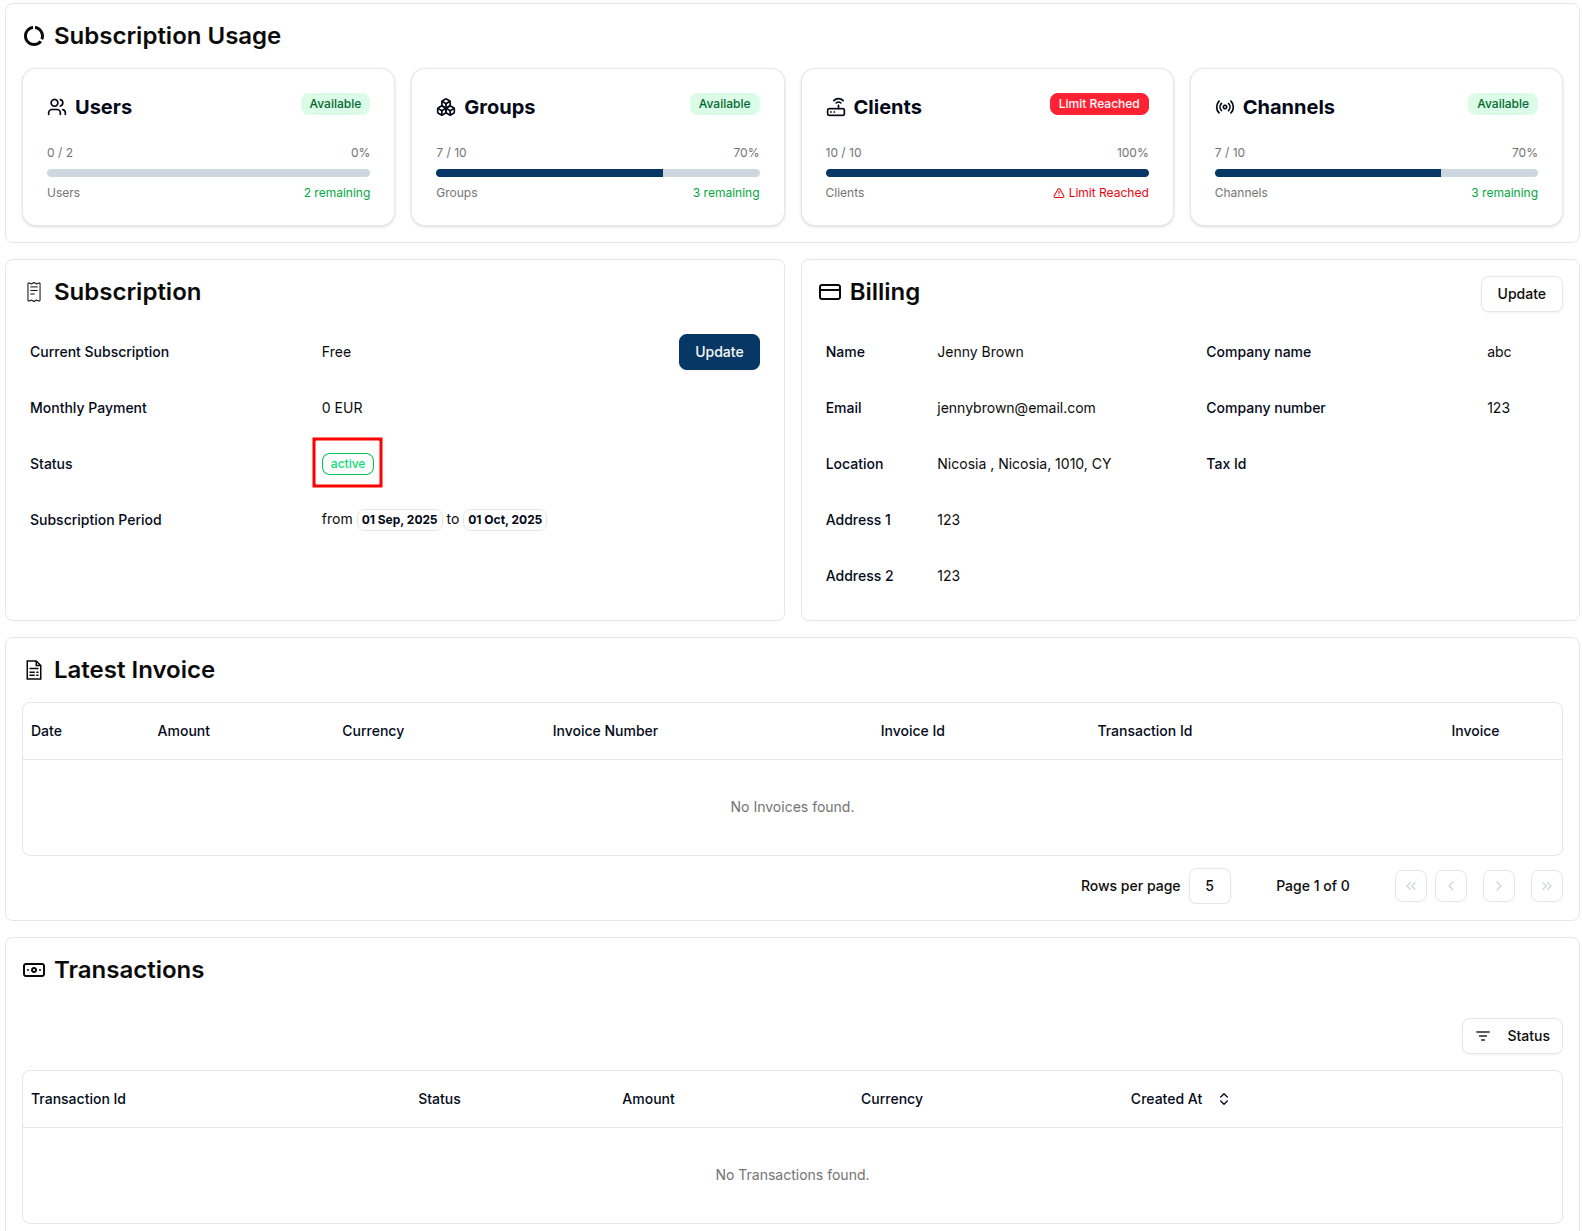 Subscription Usage
Users Available
0 / 2 0%
Users 2 remaining
Groups Available
7 / 10 70%
Groups 3 remaining
Clients Limit Reached
10 / 10 100%
Clients Limit Reached
Channels Available
7 / 10 70%
Channels 3 remaining
Subscription
Current Subscription Free Update
Monthly Payment 0 EUR
Status active
Subscription Period from 01 Sep, 2025 to 01 Oct, 2025
Billing Update
Name Jenny Brown Company name abc
Email jennybrown@email.com Company number 123
Location Nicosia , Nicosia, 1010, CY Tax Id
Address 1 123
Address 2 123
Latest Invoice
Date Amount Currency Invoice Number Invoice Id Transaction Id Invoice
No Invoices found.
Rows per page 5 Page 1 of 0
Transactions
Status
Transaction Id Status Amount Currency Created At
No Transactions found.